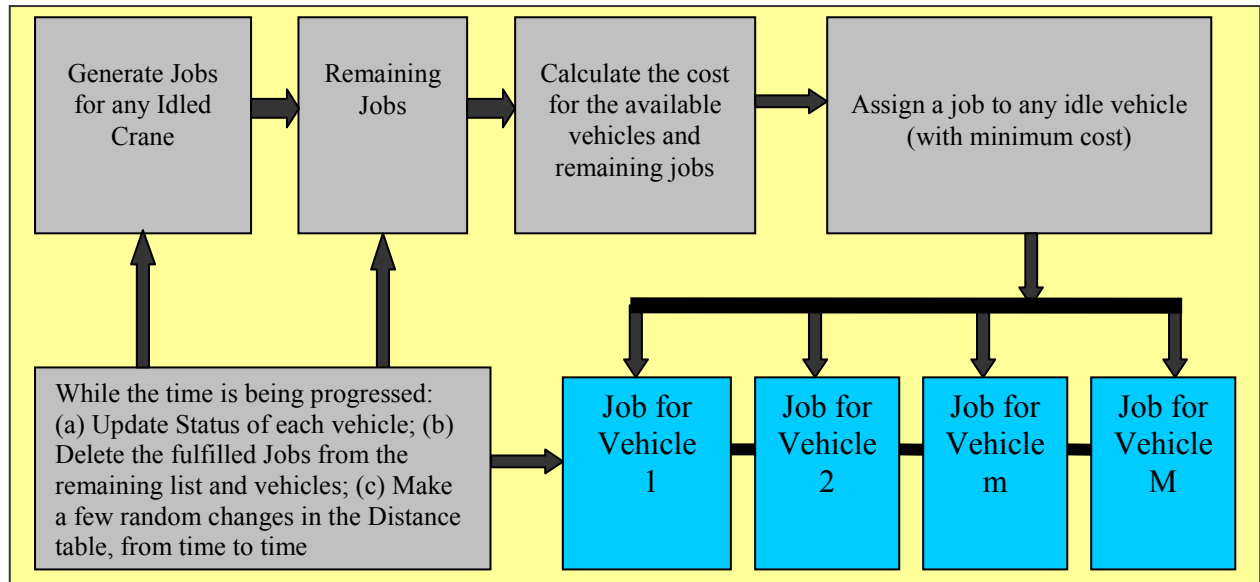 Generate Jobs
for any Idled
Crane
Remaining
Jobs
Calculate the cost
for the available
vehicles and
remaining jobs
Assign a job to any idle vehicle
(with minimum cost)
While the time is being progressed:
(a) Update Status of each vehicle; (b)
Delete the fulfilled Jobs from the
remaining list and vehicles; (c) Make
a few random changes in the Distance
table, from time to time
Job for
Vehicle
1
Job for
Vehicle
2
Job for
Vehicle
m
Job for
Vehicle
M